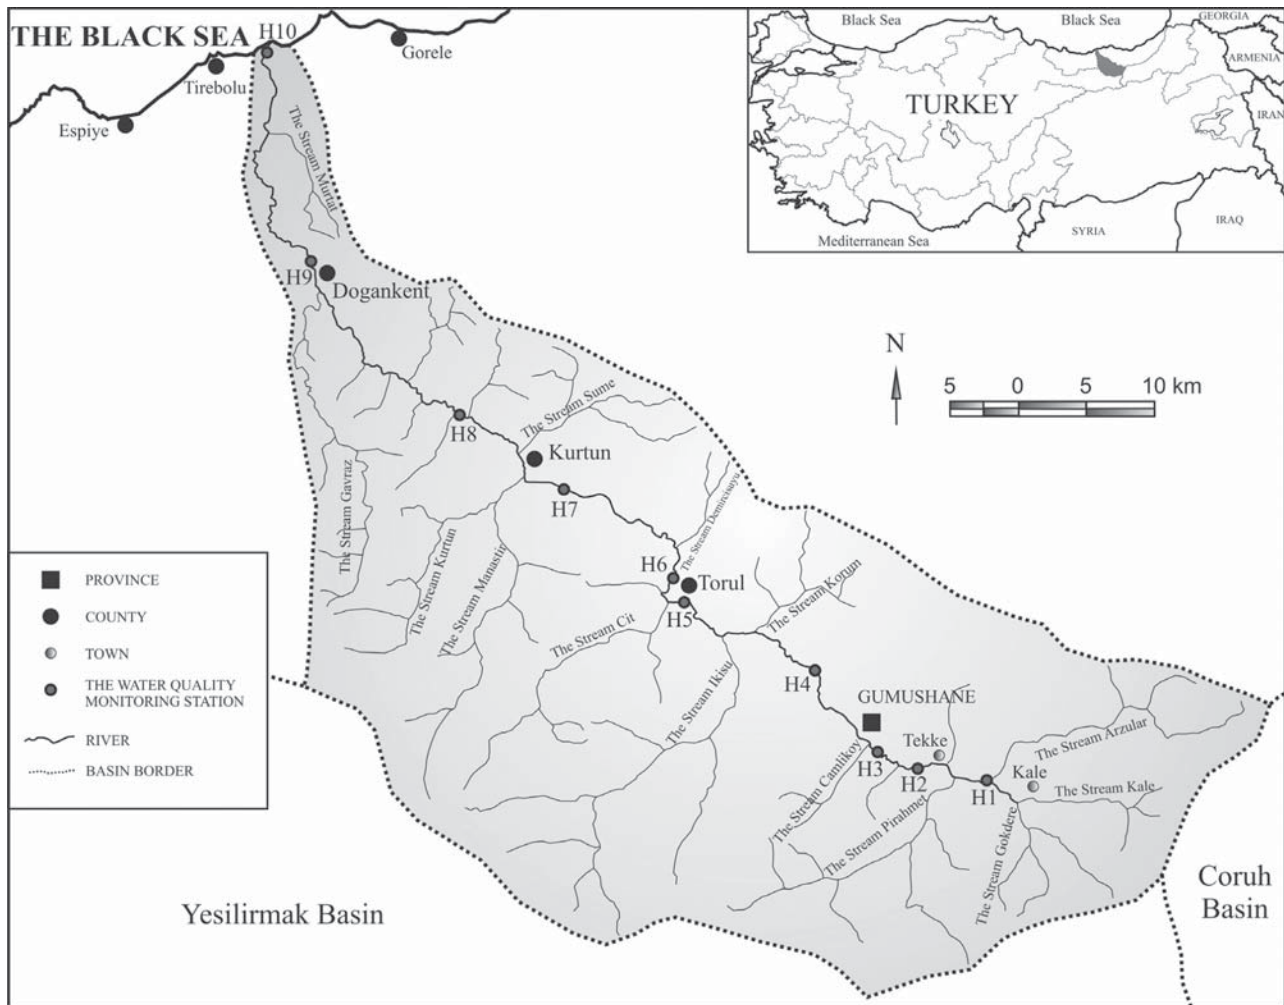 THE BLACK SEA
H10
Gorele
Tirebolu
Espiye
The Stream Murtat
H9
Dogankent
Black Sea
Black Sea
GEORGIA
ARMENIA
TURKEY
IRAN
Mediterranean Sea
SYRIA
IRAQ
N
5 0 5 10 km
The Stream Sume
H8
Kurtun
H7
The Stream Gavraz
The Stream Kurtun
The Stream Manastir
The Stream Demircisuyu
H6
Torul
H5
The Stream Korum
The Stream Cit
The Stream Ikisu
H4
GUMUSHANE
Tekke
The Stream Arzular
H3
H2
H1
Kale
The Stream Kale
The Stream Camlikoy
The Stream Pirahmet
The Stream Gokdere
PROVINCE
COUNTY
TOWN
THE WATER QUALITY
MONITORING STATION
RIVER
BASIN BORDER
Yesilirmak Basin
Coruh
Basin